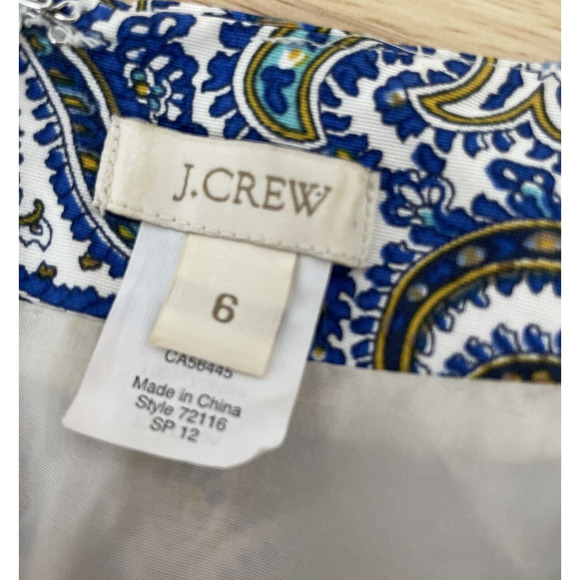 J.CREW
6
CA56445
Made in China
Style 72116
SP 12